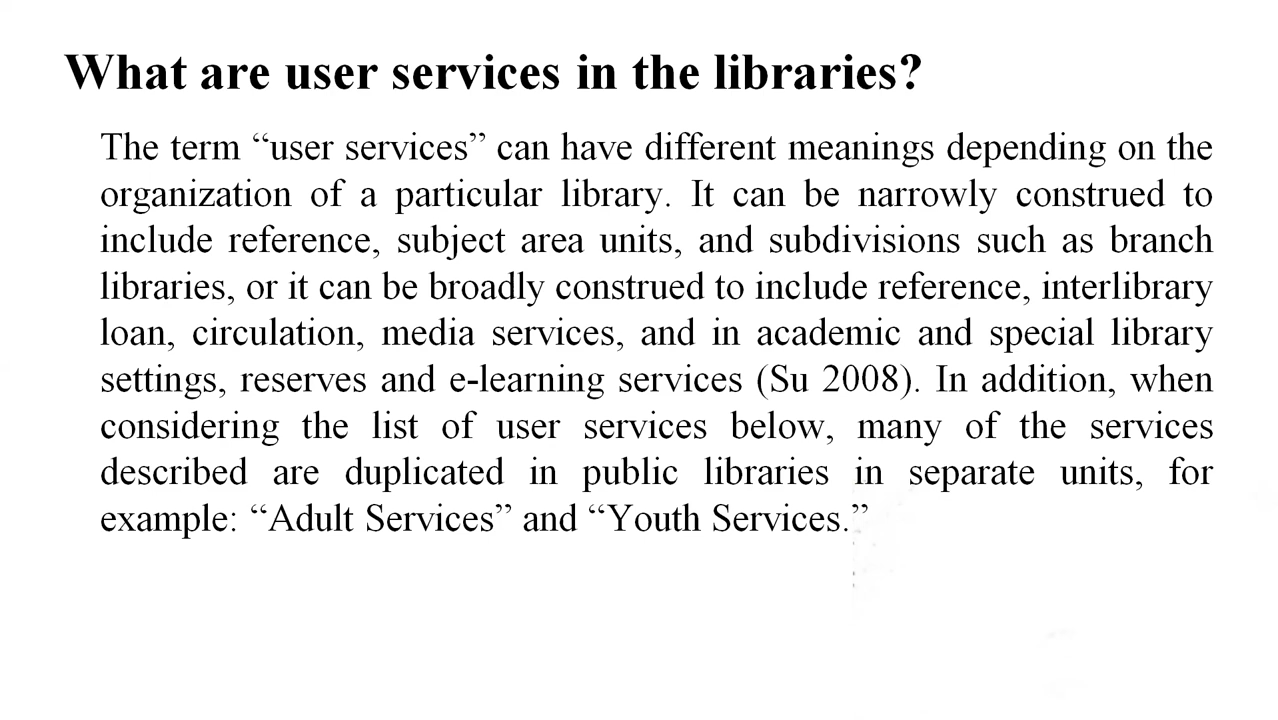 What are user services in the libraries?
The term “user services” can have different meanings depending on the
organization of a particular library. It can be narrowly construed to
include reference, subject area units, and subdivisions such as branch
libraries, or it can be broadly construed to include reference, interlibrary
loan, circulation, media services, and in academic and special library
settings, reserves and e-learning services (Su 2008). In addition, when
considering the list of user services below, many of the services
described are duplicated in public libraries in separate units, for
example: “Adult Services” and “Youth Services.”